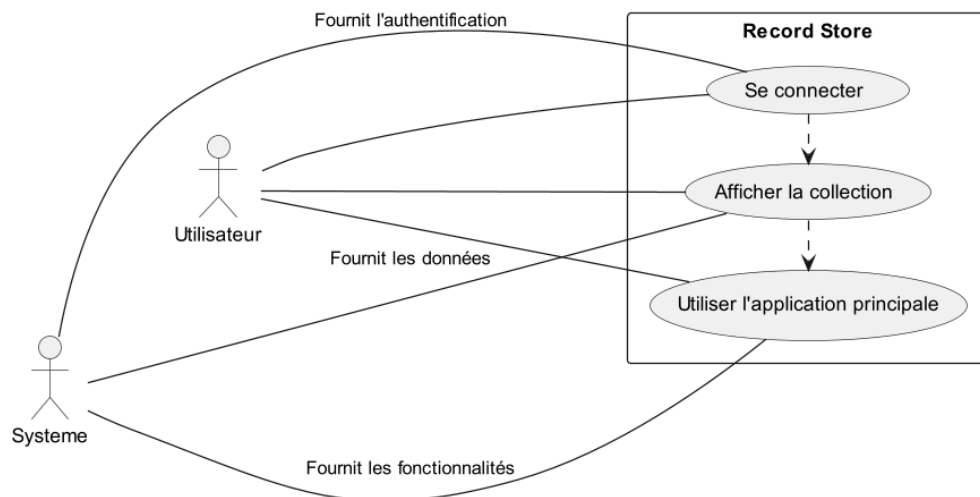 Fournit l'authentification
Record Store
Se connecter
Utilisateur
Afficher la collection
Fournit les données
Utiliser l'application principale
Systeme
Fournit les fonctionnalités